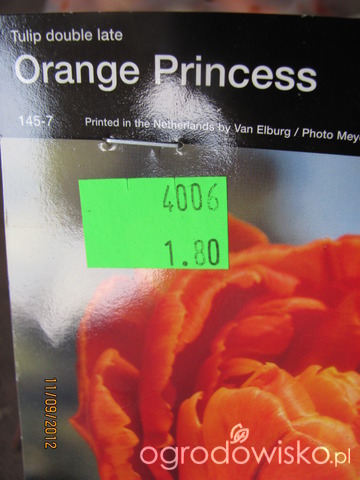 Tulip double late
Orange Princess
145-7
Printed in the Netherlands by Van Elburg / Photo
4006
1.80
11/09/2012
ogrodowisko.pl